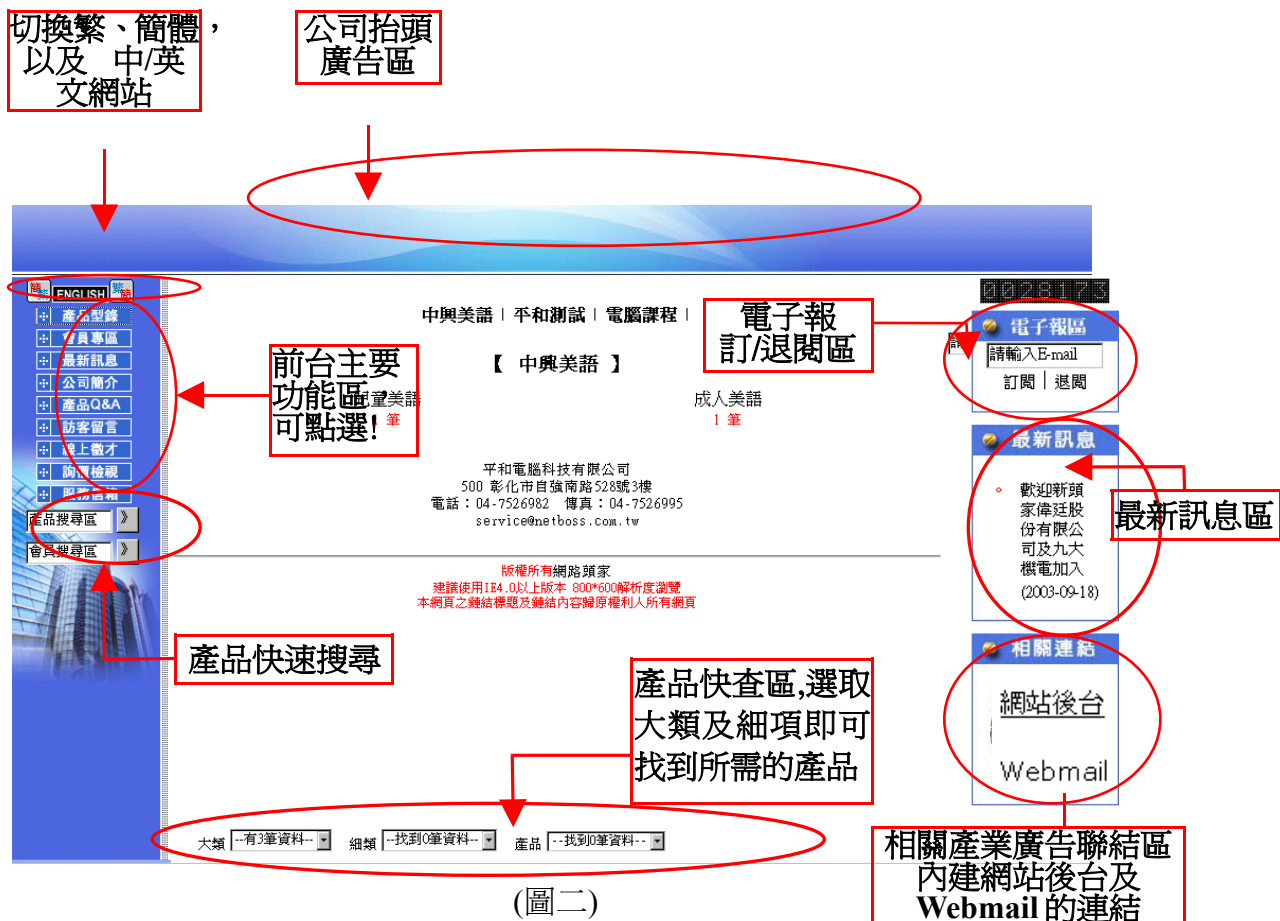 切換繁、簡體，
以及 中/英
文網站
公司抬頭
廣告區
簡繁 ENGLISH 繁簡
產品型錄
會員專區
最新訊息
公司簡介
產品Q&A
訪客留言
線上徵才
詢價檢視
服務信箱
產品搜尋區 》
會員搜尋區 》
產品快速搜尋
前台主要
功能區，
可點選!
中興美語 | 平和測試 | 電腦課程 |
【 中興美語 】
兒童美語
1 筆
成人美語
1 筆
平和電腦科技有限公司
500 彰化市自強南路528號3樓
電話：04-7526982 傳真：04-7526995
service@netboss.com.tw
版權所有網路頭家
建議使用IE4.0以上版本 800*600解析度瀏覽
本網頁之鏈結標題及鏈結內容歸原權利人所有網頁
電子報
訂/退閱區
0028173
電子報區
請輸入E-mail
訂閱 | 退閱
最新訊息
歡迎新頭
家偉廷股
份有限公
司及九大
機電加入
(2003-09-18)
最新訊息區
相關連結
網站後台
Webmail
產品快查區,選取
大類及細項即可
找到所需的產品
大類 --有3筆資料-- 細類 --找到0筆資料-- 產品 --找到0筆資料--
相關產業廣告聯結區
內建網站後台及
Webmail 的連結
(圖二)